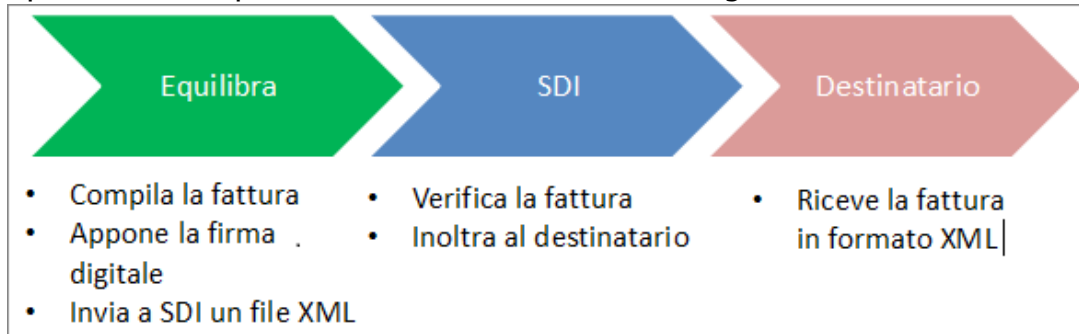 Equilibra
SDI
Destinatario
• Compila la fattura
• Appone la firma .
digitale
• Invia a SDI un file XML
• Verifica la fattura
• Inoltra al destinatario
• Riceve la fattura
in formato XML